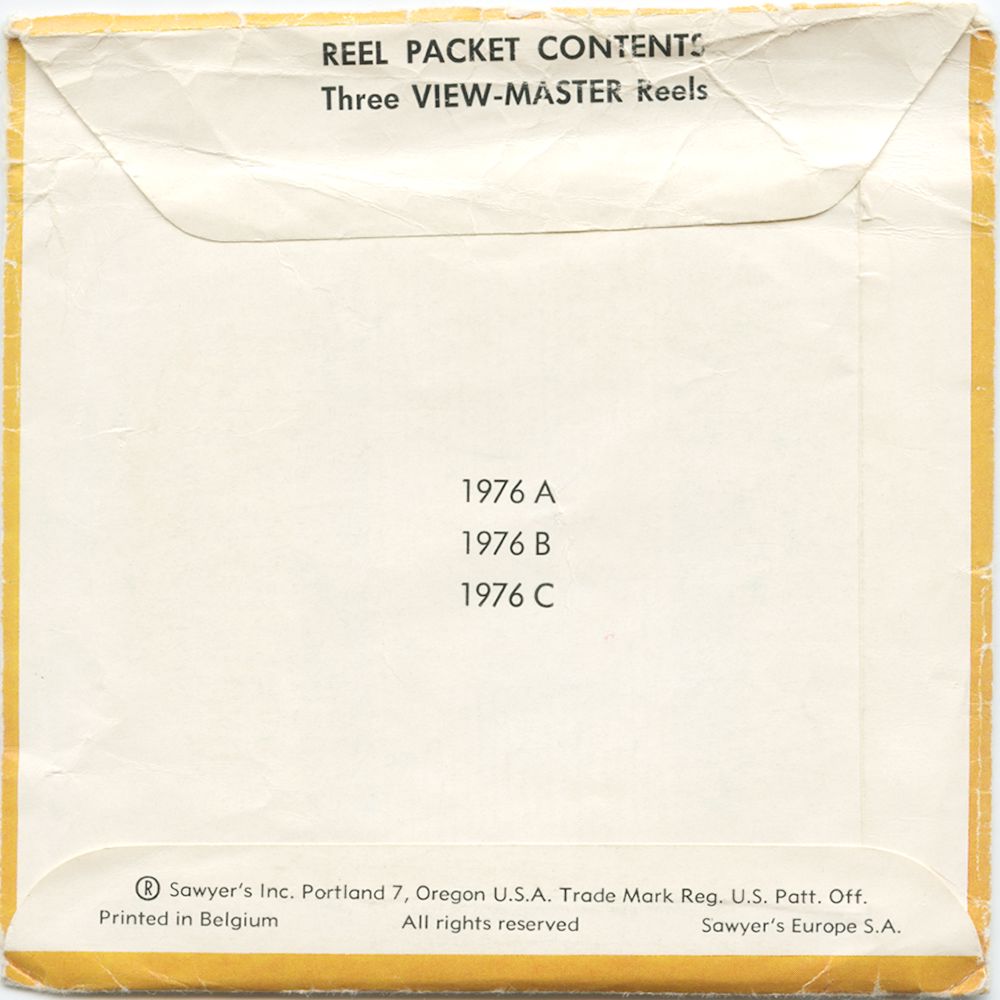 REEL PACKET CONTENTS
Three VIEW-MASTER Reels
1976 A
1976 B
1976 C
® Sawyer's Inc. Portland 7, Oregon U.S.A. Trade Mark Reg. U.S. Patt. Off.
Printed in Belgium All rights reserved Sawyer's Europe S.A.